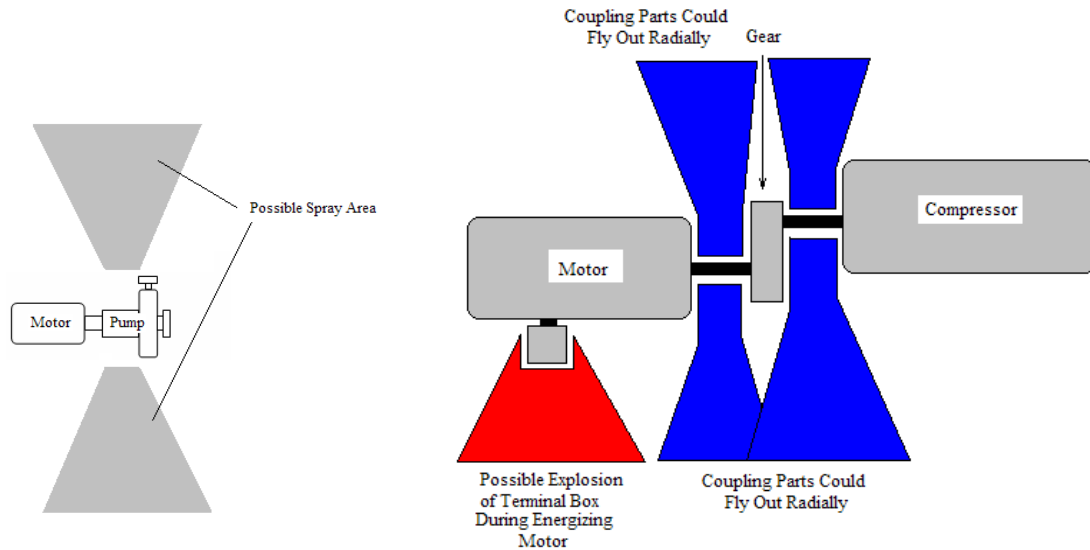 Possible Spray Area
Motor
Pump
Coupling Parts Could
Fly Out Radially
Gear
Compressor
Motor
Possible Explosion
of Terminal Box
During Energizing
Motor
Coupling Parts Could
Fly Out Radially